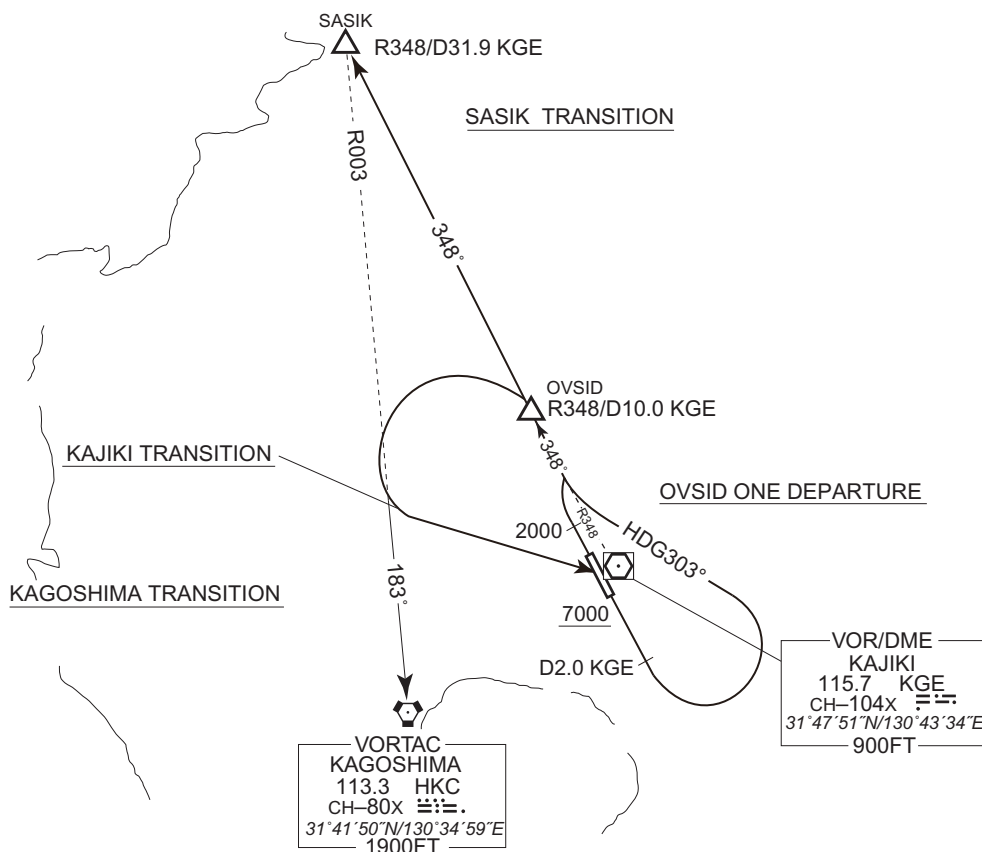 SASIK
R348/D31.9 KGE
SASIK TRANSITION
R003
348°
OVSID
R348/D10.0 KGE
KAJIKI TRANSITION
348°
OVSID ONE DEPARTURE
R348
2000
HDG303°
KAGOSHIMA TRANSITION
183°
7000
D2.0 KGE
VOR/DME
KAJIKI
115.7 KGE
CH–104X
31°47´51˝N/130°43´34˝E
900FT
VORTAC
KAGOSHIMA
113.3 HKC
CH–80X
31°41´50˝N/130°34´59˝E
1900FT